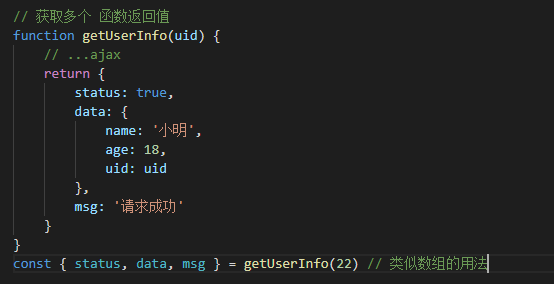 // 获取多个 函数返回值
function getUserInfo(uid) {
    // ...ajax
    return {
        status: true,
        data: {
            name: '小明',
            age: 18,
            uid: uid
        },
        msg: '请求成功'
    }
}
const { status, data, msg } = getUserInfo(22) // 类似数组的用法